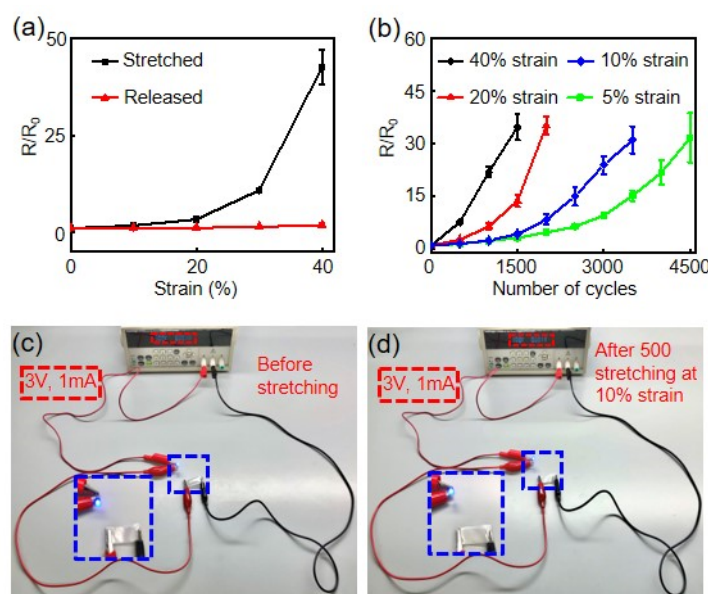 (a)
50
25
0
R/R0
Stretched
Released
0
20
40
Strain (%)
(b)
60
45
30
15
0
R/R0
40% strain
10% strain
20% strain
5% strain
0
1500
3000
4500
Number of cycles
(c)
3V, 1mA
Before
stretching
(d)
3V, 1mA
After 500
stretching at
10% strain